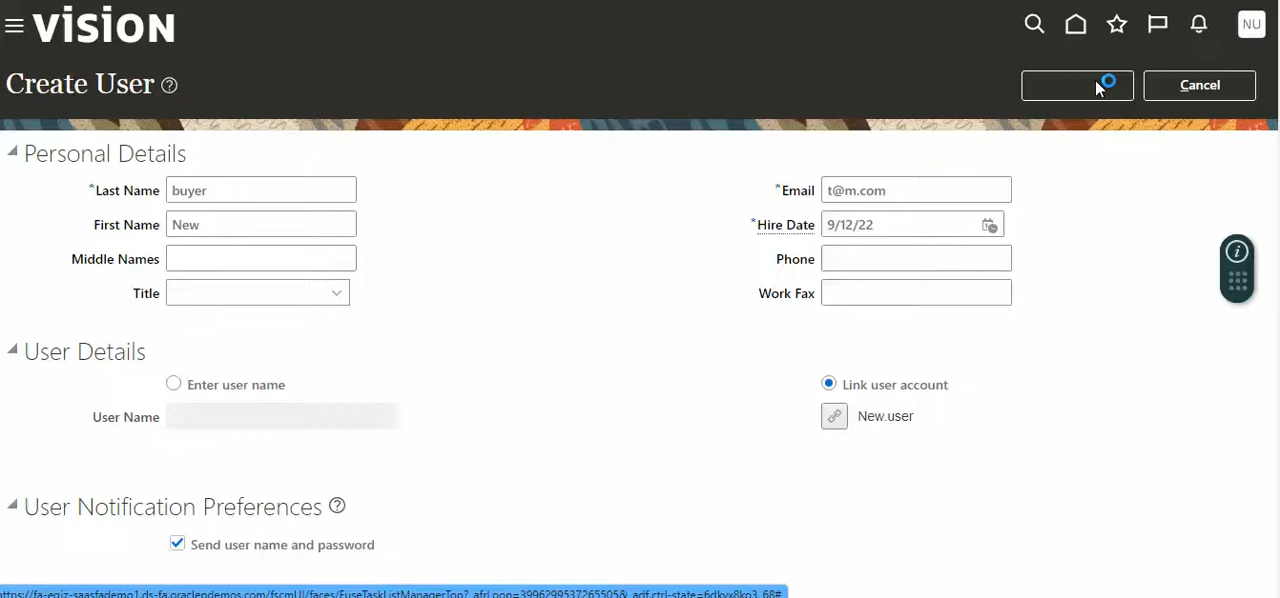 vision
NU
Create User
Cancel
Personal Details
*Last Name buyer *Email t@m.com
First Name New *Hire Date 9/12/22
Middle Names Phone
Title Work Fax
User Details
Enter user name Link user account
User Name New.user
User Notification Preferences
Send user name and password